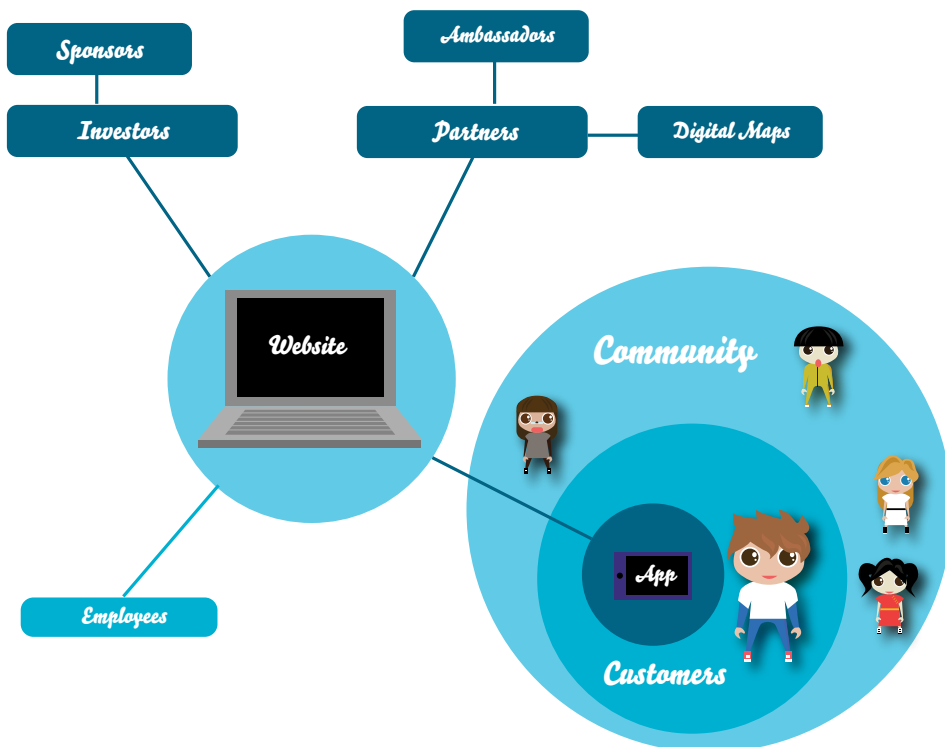 Sponsors
Ambassadors
Investors
Partners
Digital Maps
Website
Community
App
Employees
Customers